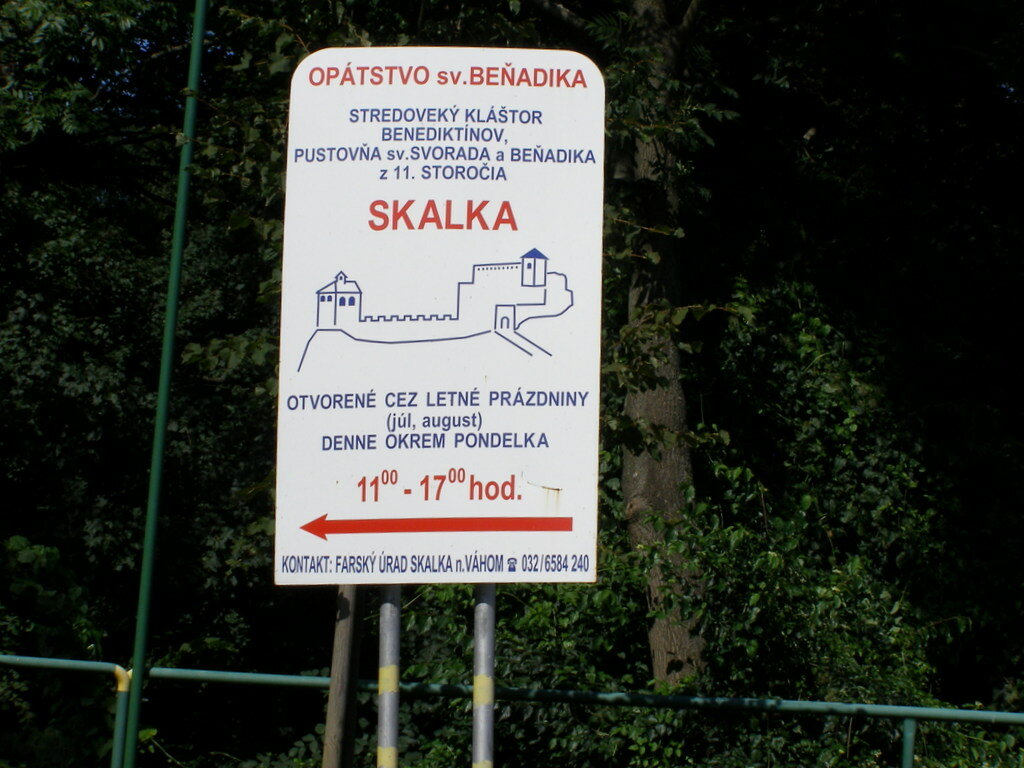 OPÁTSTVO sv.BEŇADIKA
STREDOVEKÝ KLÁŠTOR
BENEDIKTÍNOV,
PUSTOVŇA sv.SVORADA a BEŇADIKA
z 11. STOROČIA
SKALKA
OTVORENÉ CEZ LETNÉ PRÁZDNINY
(júl, august)
DENNE OKREM PONDELKA
11⁰⁰ - 17⁰⁰ hod.
KONTAKT: FARSKÝ ÚRAD SKALKA n.VÁHOM ☎ 032/6584 240